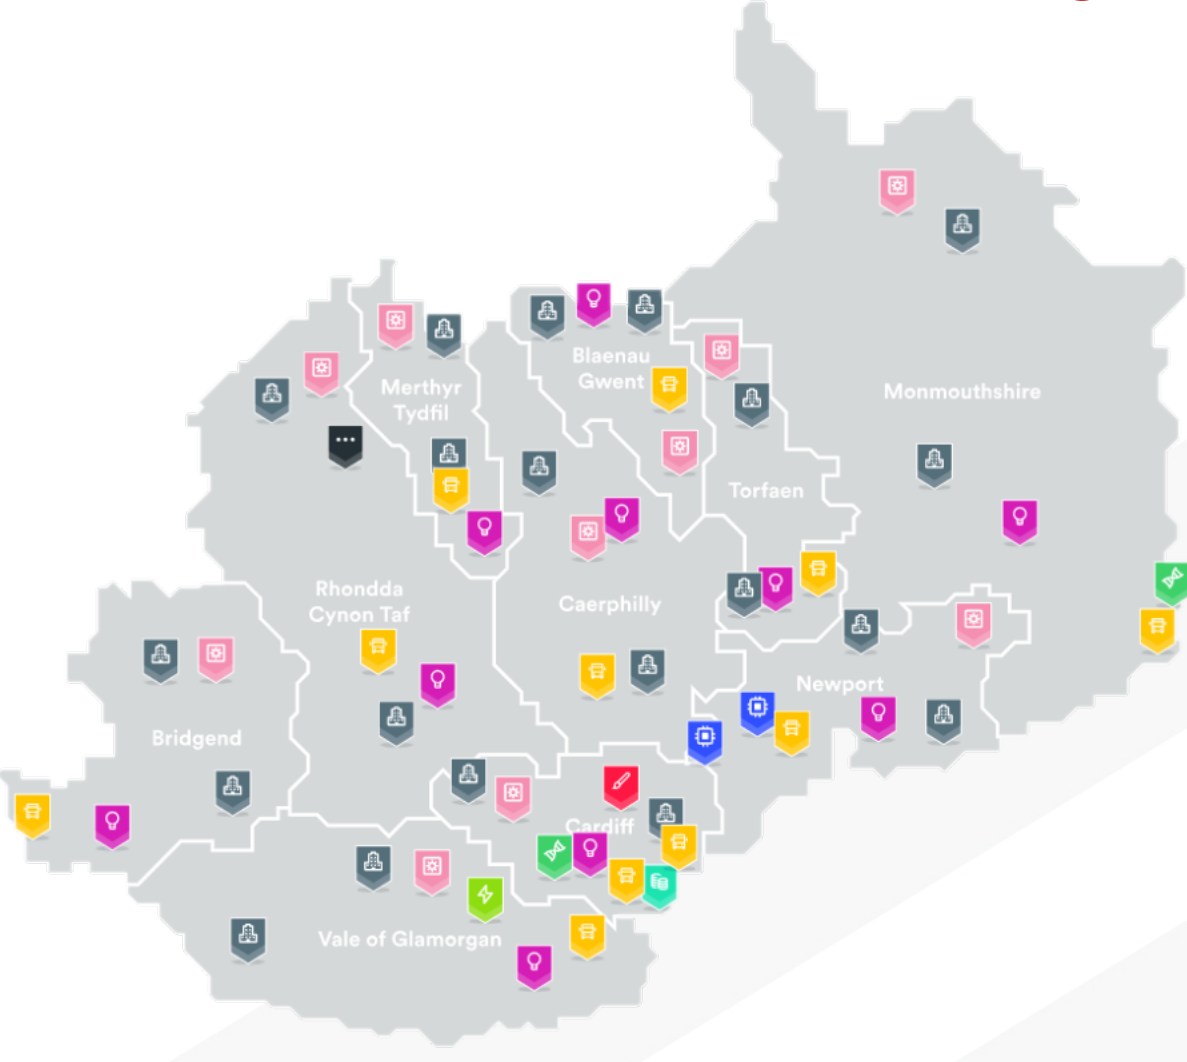 Blaenau
Gwent
Merthyr
Tydfil
Monmouthshire
Torfaen
Rhondda
Cynon Taf
Caerphilly
Newport
Bridgend
Cardiff
Vale of Glamorgan